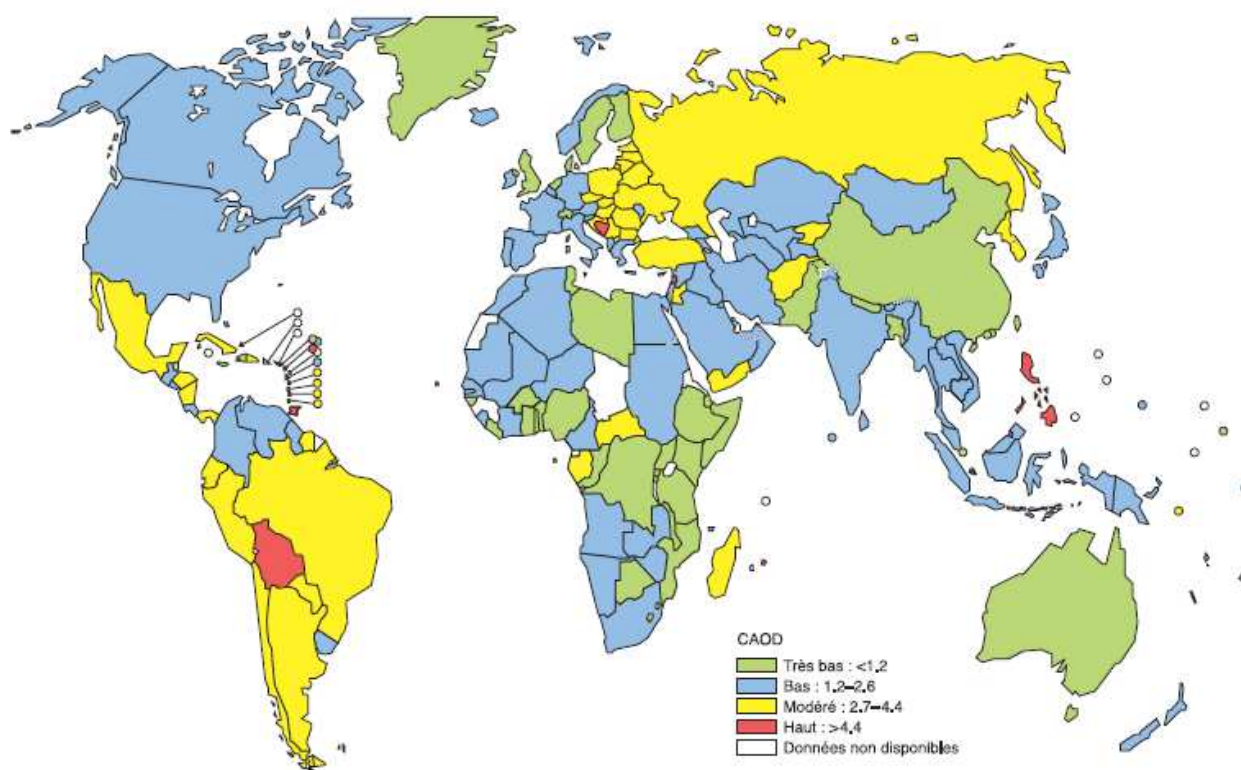 CAOD
Très bas : <1.2
Bas : 1.2–2.6
Modéré : 2.7–4.4
Haut : >4.4
Données non disponibles